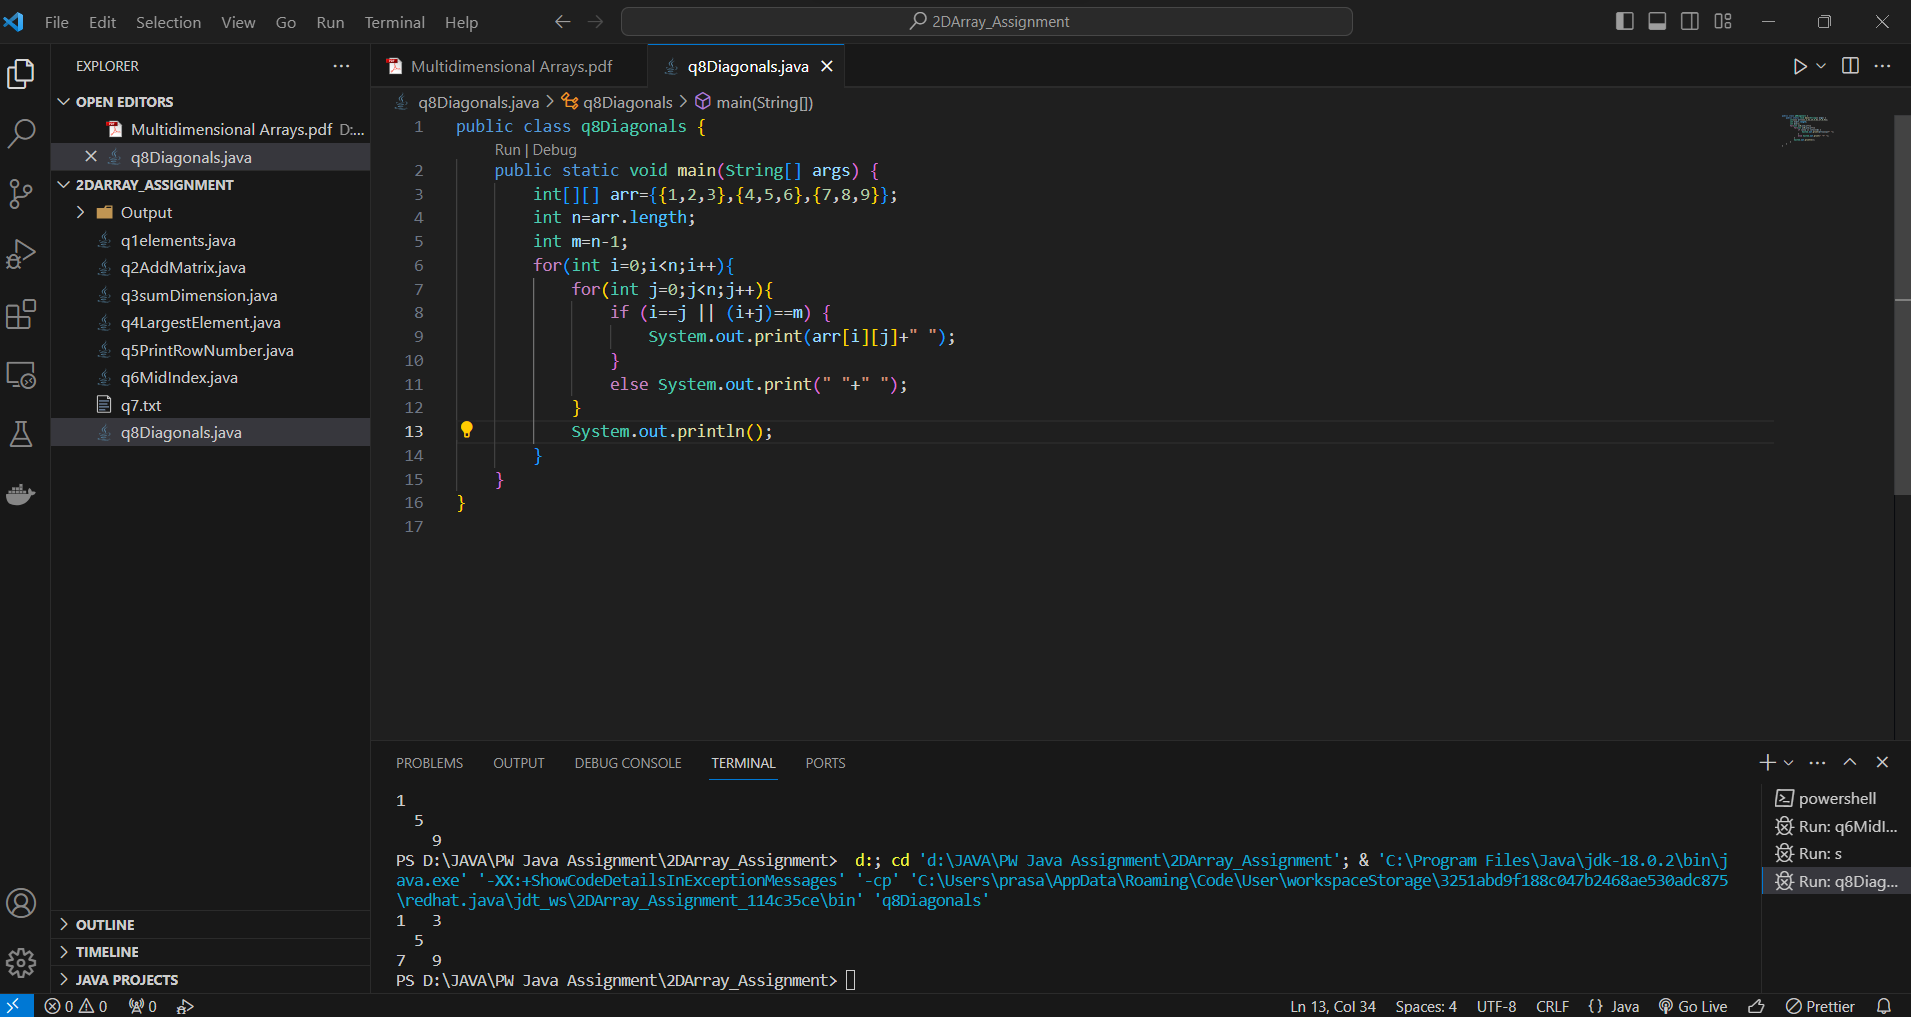 File Edit Selection View Go Run Terminal Help 2DArray_Assignment
EXPLORER
OPEN EDITORS
Multidimensional Arrays.pdf D:...
q8Diagonals.java
2DARRAY_ASSIGNMENT
Output
q1elements.java
q2AddMatrix.java
q3sumDimension.java
q4LargestElement.java
q5PrintRowNumber.java
q6MidIndex.java
q7.txt
q8Diagonals.java
OUTLINE
TIMELINE
JAVA PROJECTS
Multidimensional Arrays.pdf q8Diagonals.java
q8Diagonals.java > q8Diagonals > main(String[])
1 public class q8Diagonals {
Run | Debug
2 public static void main(String[] args) {
3 int[][] arr={{1,2,3},{4,5,6},{7,8,9}};
4 int n=arr.length;
5 int m=n-1;
6 for(int i=0;i<n;i++){
7 for(int j=0;j<n;j++){
8 if (i==j || (i+j)==m) {
9 System.out.print(arr[i][j]+" ");
10 }
11 else System.out.print(" "+" ");
12 }
13 System.out.println();
14 }
15 }
16 }
17
PROBLEMS OUTPUT DEBUG CONSOLE TERMINAL PORTS
1
5
9
PS D:\JAVA\PW Java Assignment\2DArray_Assignment> d:; cd 'd:\JAVA\PW Java Assignment\2DArray_Assignment'; & 'C:\Program Files\Java\jdk-18.0.2\bin\j
ava.exe' '-XX:+ShowCodeDetailsInExceptionMessages' '-cp' 'C:\Users\prasa\AppData\Roaming\Code\User\workspaceStorage\3251abd9f188c047b2468ae530adc875
\redhat.java\jdt_ws\2DArray_Assignment_114c35ce\bin' 'q8Diagonals'
1 3
5
7 9
PS D:\JAVA\PW Java Assignment\2DArray_Assignment>
powershell
Run: q6MidI...
Run: s
Run: q8Diag...
0 0 0 Ln 13, Col 34 Spaces: 4 UTF-8 CRLF {} Java Go Live Prettier